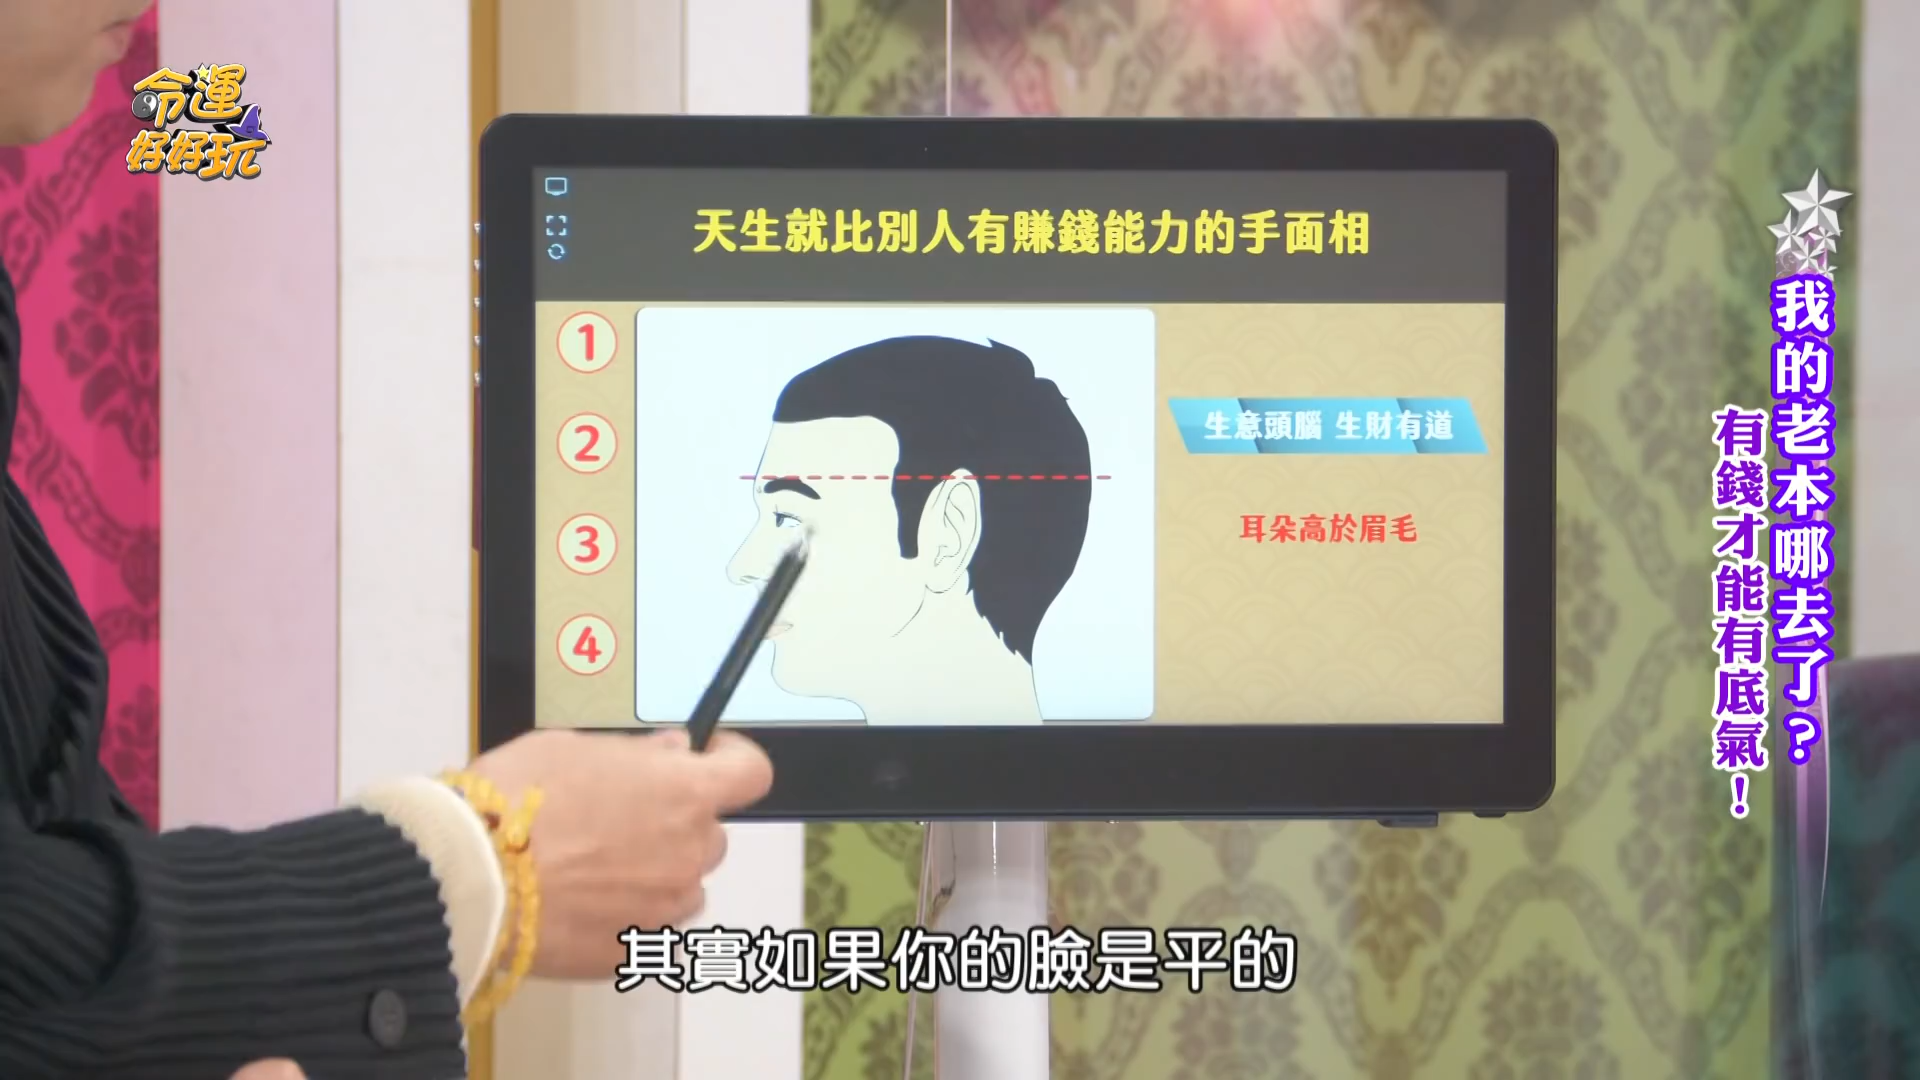 命運
好好玩
天生就比別人有賺錢能力的手面相
1
2
3
4
生意頭腦 生財有道
耳朵高於眉毛
我的老本哪去了?
有錢才能有底氣!
其實如果你的臉是平的